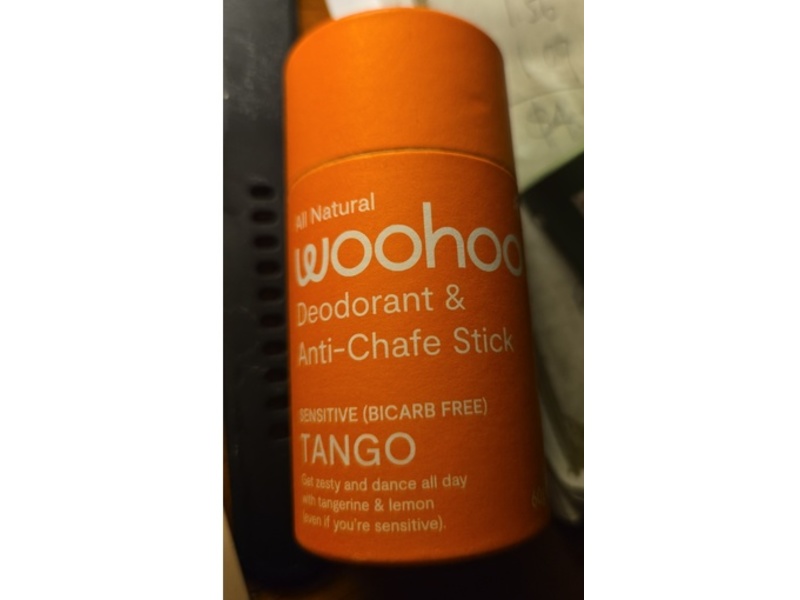 All Natural
woohoo
Deodorant &
Anti-Chafe Stick
SENSITIVE (BICARB FREE)
TANGO
Get zesty and dance all day
with tangerine & lemon
(even if you're sensitive).